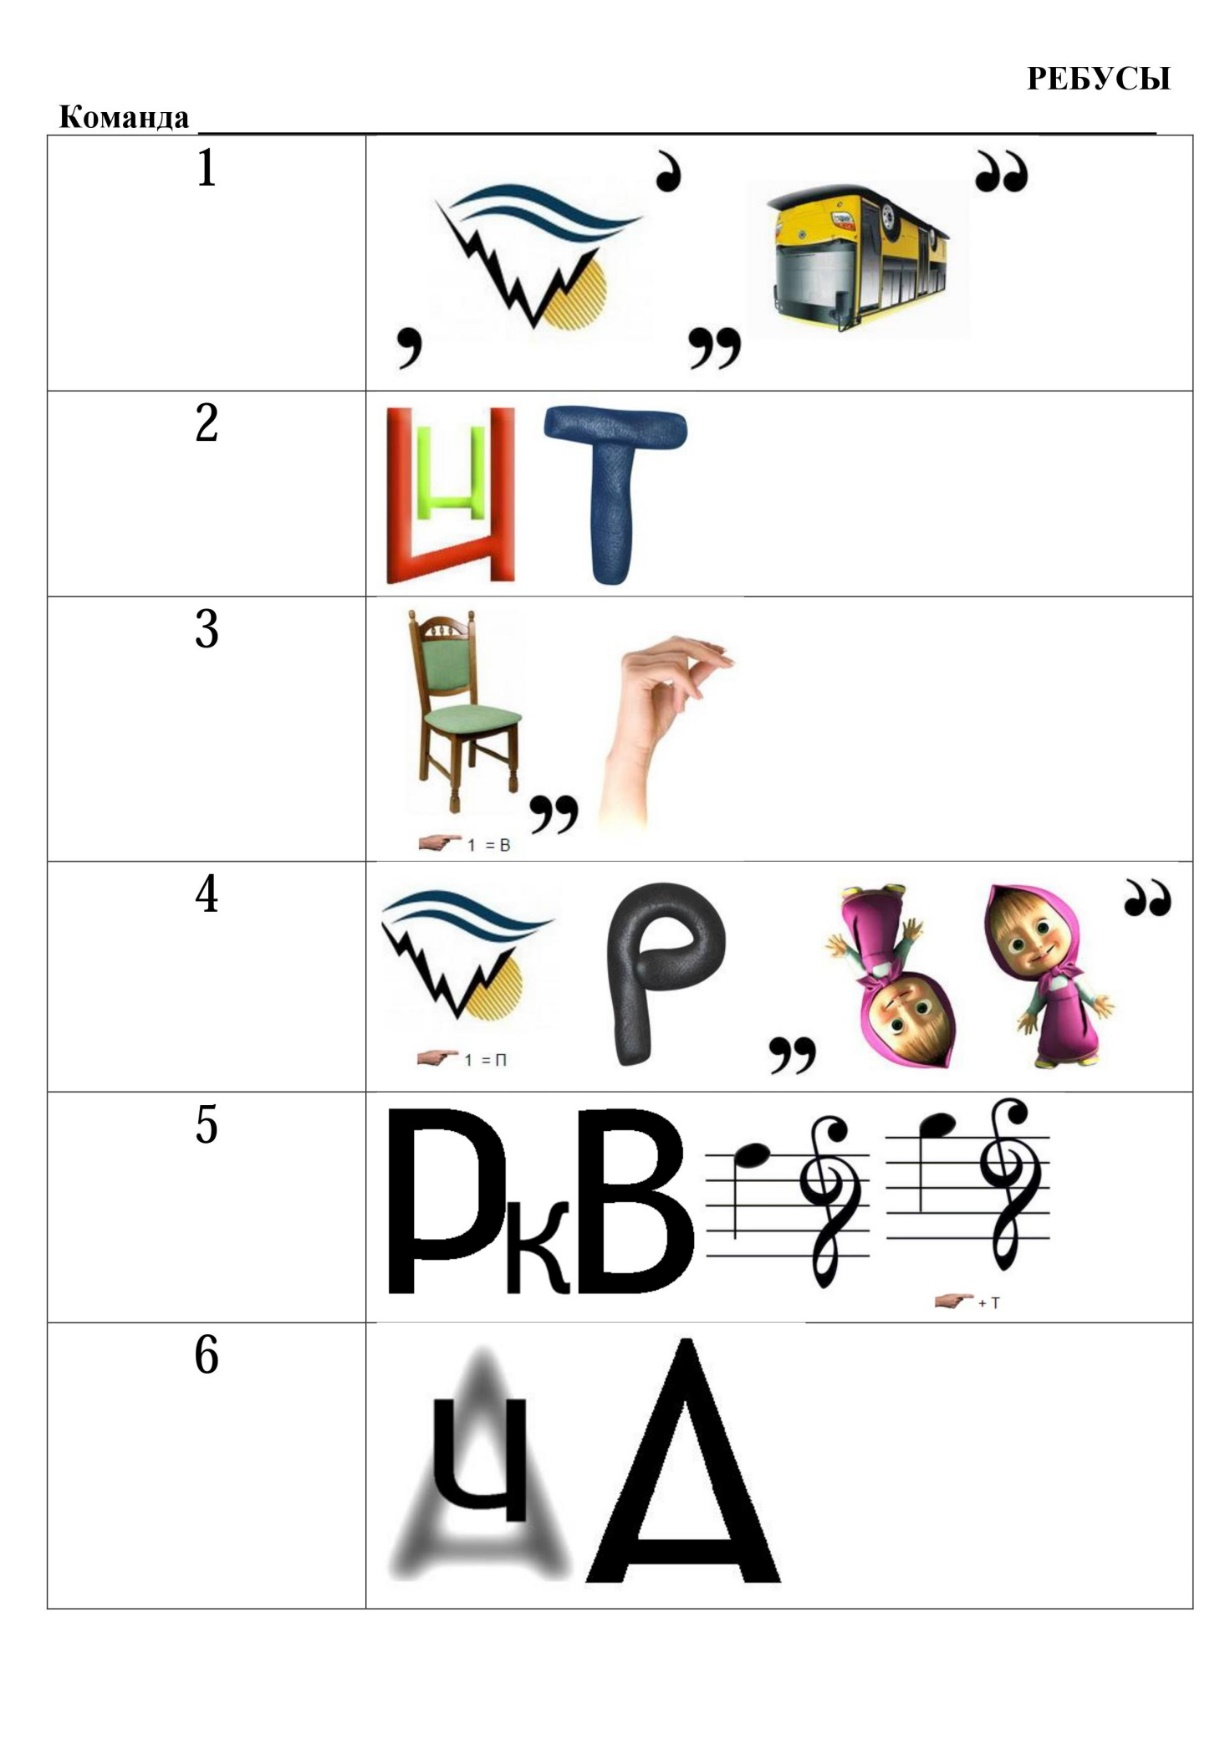 РЕБУСЫ
Команда
1
, ’ ,, ’’
2
Ч Ч Т
3
1 = В ,,
4
1 = П Р ,, ’’
5
Р к В
+ Т
6
А ч А